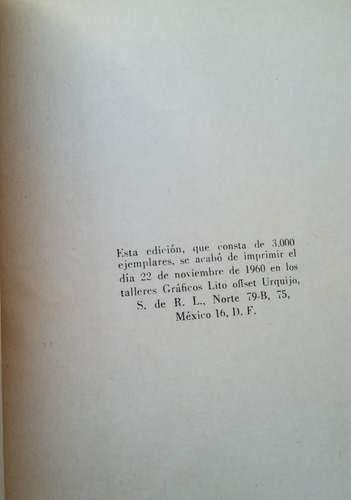 Esta edición, que consta de 3.000
ejemplares, se acabó de imprimir el
día 22 de noviembre de 1960 en los
talleres Gráficos Lito offset Urquijo,
S. de R. L., Norte 79-B, 75,
México 16, D. F.